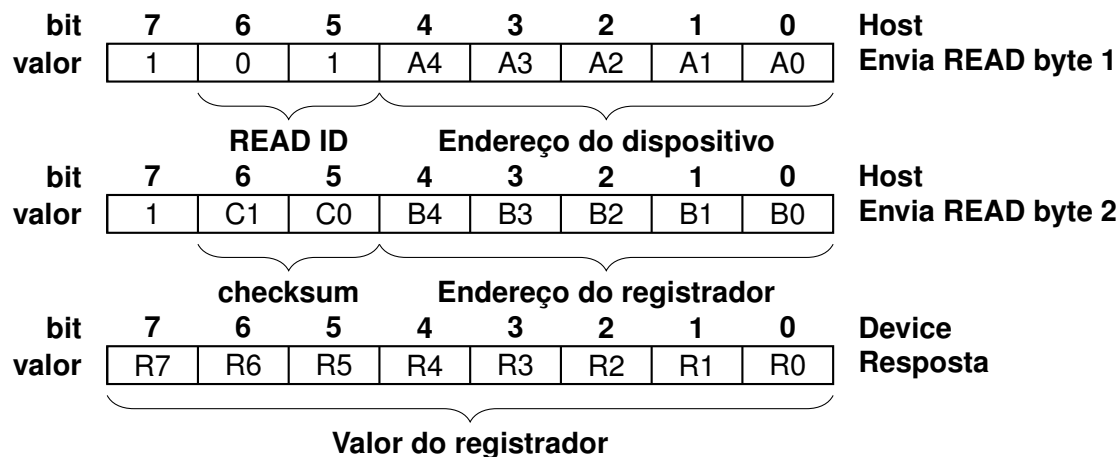 bit 7 6 5 4 3 2 1 0 Host
valor 1 0 1 A4 A3 A2 A1 A0 Envia READ byte 1
READ ID Endereço do dispositivo
bit 7 6 5 4 3 2 1 0 Host
valor 1 C1 C0 B4 B3 B2 B1 B0 Envia READ byte 2
checksum Endereço do registrador
bit 7 6 5 4 3 2 1 0 Device
valor R7 R6 R5 R4 R3 R2 R1 R0 Resposta
Valor do registrador